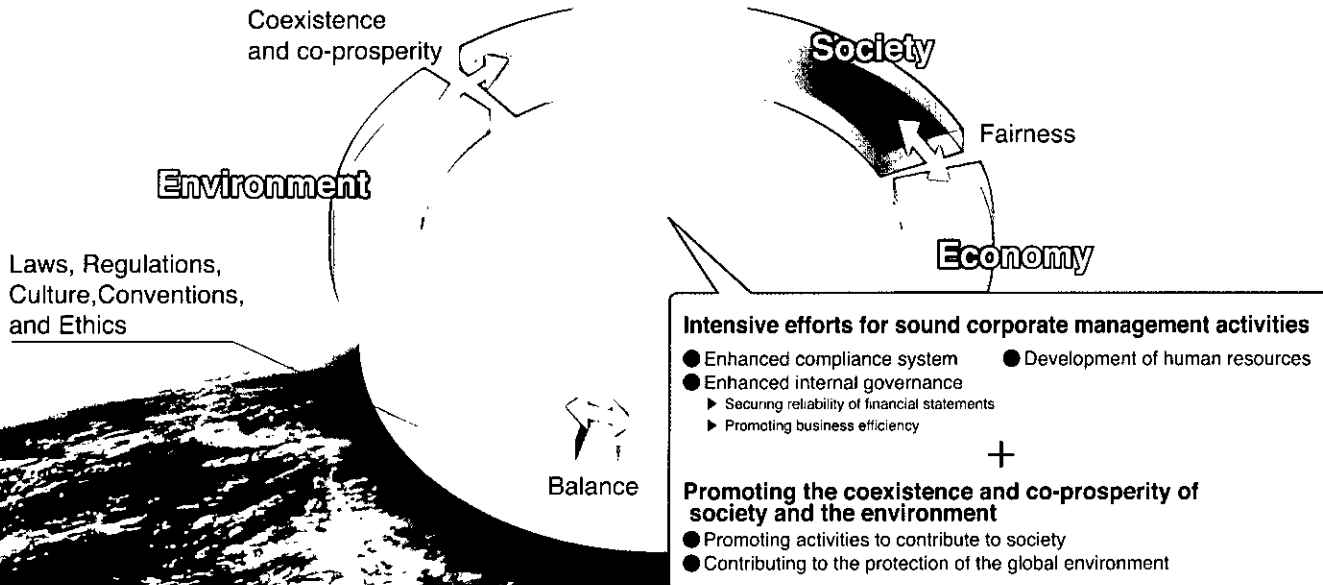 Coexistence
and co-prosperity
Society
Fairness
Environment
Economy
Laws, Regulations,
Culture,Conventions,
and Ethics
Balance
Intensive efforts for sound corporate management activities
● Enhanced compliance system ● Development of human resources
● Enhanced internal governance
▶ Securing reliability of financial statements
▶ Promoting business efficiency
+
Promoting the coexistence and co-prosperity of
society and the environment
● Promoting activities to contribute to society
● Contributing to the protection of the global environment